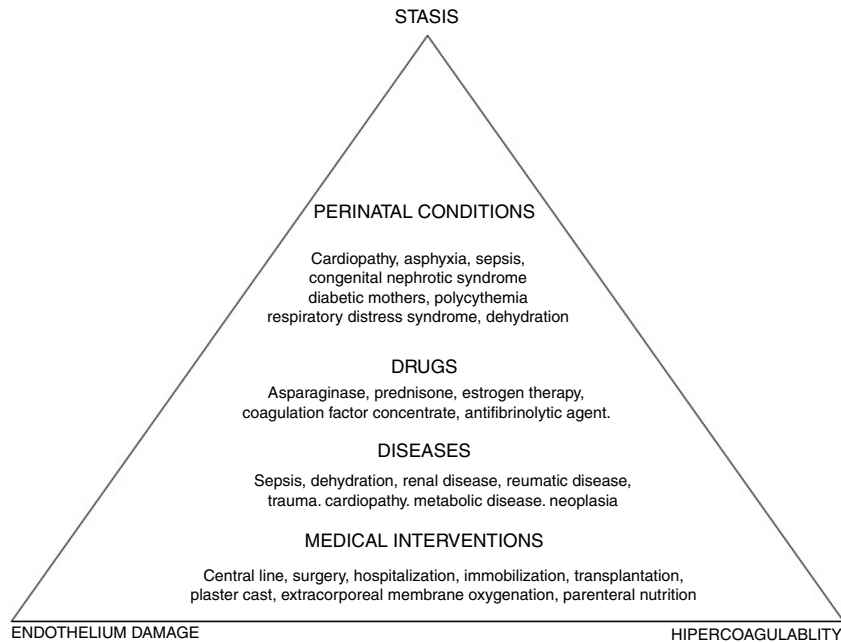 STASIS
PERINATAL CONDITIONS
Cardiopathy, asphyxia, sepsis,
congenital nephrotic syndrome
diabetic mothers, polycythemia
respiratory distress syndrome, dehydration
DRUGS
Asparaginase, prednisone, estrogen therapy,
coagulation factor concentrate, antifibrinolytic agent.
DISEASES
Sepsis, dehydration, renal disease, reumatic disease,
trauma. cardiopathy. metabolic disease. neoplasia
MEDICAL INTERVENTIONS
Central line, surgery, hospitalization, immobilization, transplantation,
plaster cast, extracorporeal membrane oxygenation, parenteral nutrition
ENDOTHELIUM DAMAGE
HIPERCOAGULABLITY